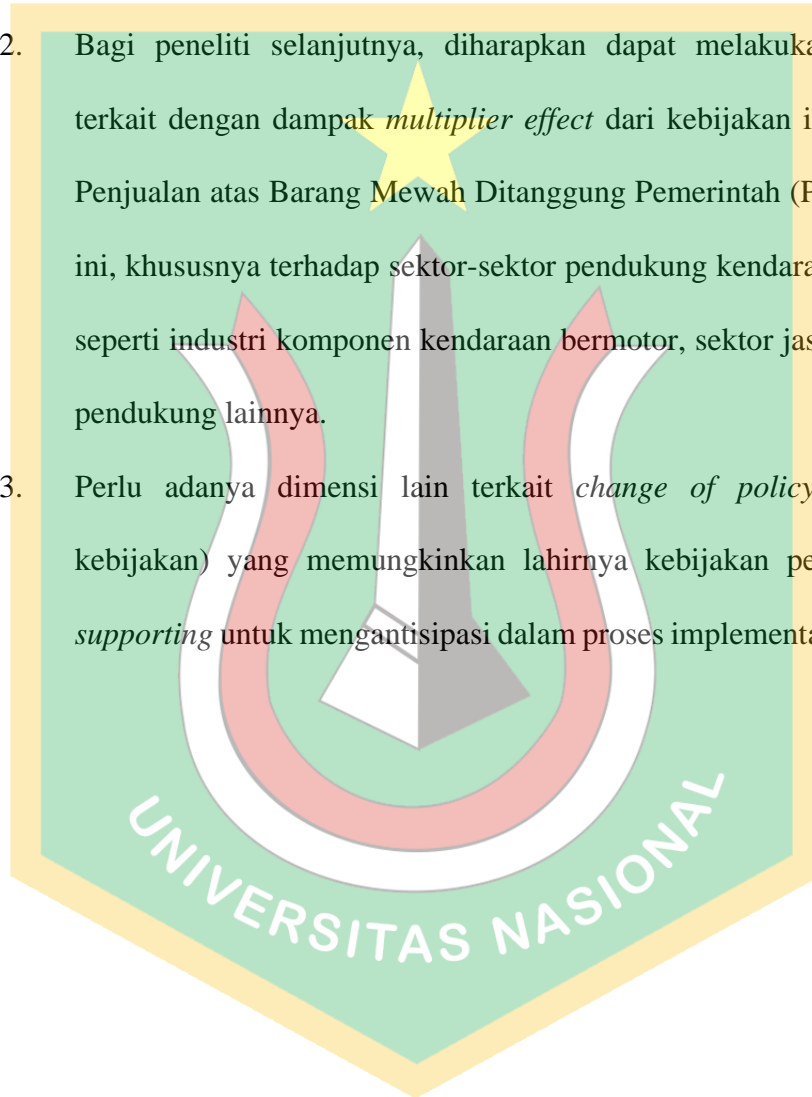 2. Bagi peneliti selanjutnya, diharapkan dapat melakuka
terkait dengan dampak multiplier effect dari kebijakan i
Penjualan atas Barang Mewah Ditanggung Pemerintah (P
ini, khususnya terhadap sektor-sektor pendukung kendara
seperti industri komponen kendaraan bermotor, sektor jas
pendukung lainnya.
3. Perlu adanya dimensi lain terkait change of policy
kebijakan) yang memungkinkan lahirnya kebijakan pe
supporting untuk mengantisipasi dalam proses implementa
UNIVERSITAS NASIONAL